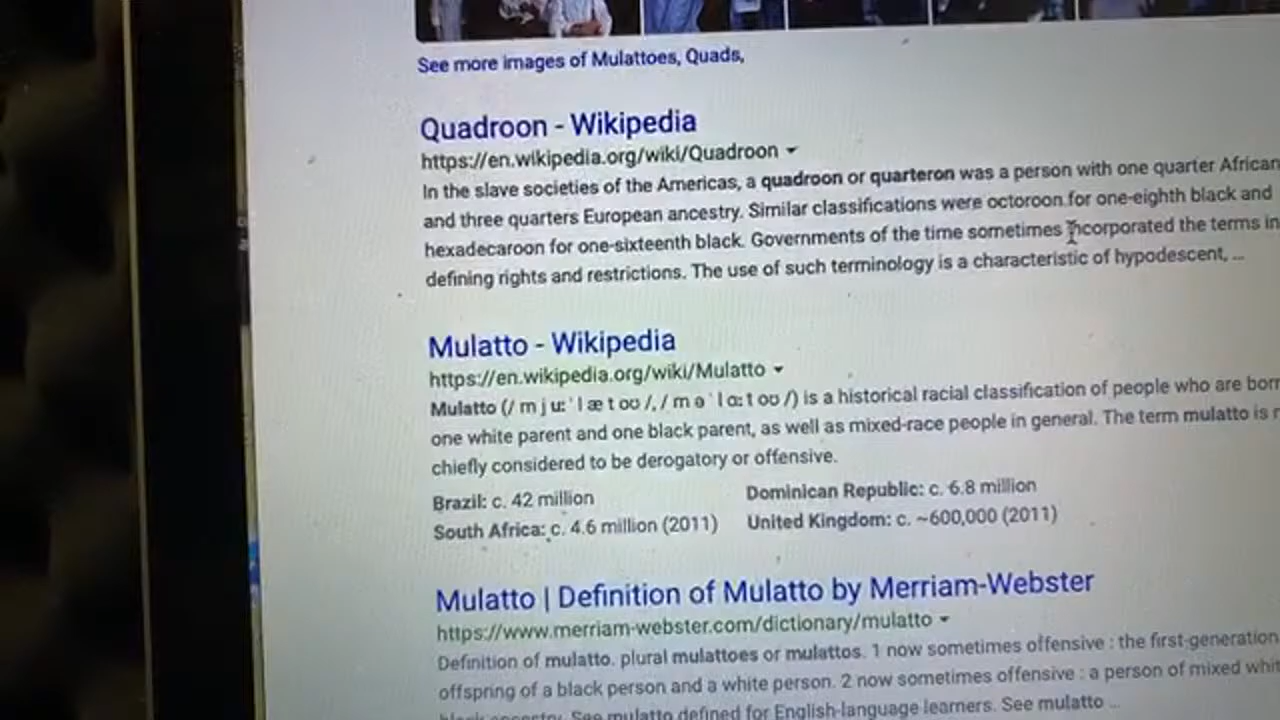 See more images of Mulattoes, Quads,
Quadroon - Wikipedia
https://en.wikipedia.org/wiki/Quadroon
In the slave societies of the Americas, a quadroon or quarteron was a person with one quarter African
and three quarters European ancestry. Similar classifications were octoroon for one-eighth black and
hexadecaroon for one-sixteenth black. Governments of the time sometimes incorporated the terms in
defining rights and restrictions. The use of such terminology is a characteristic of hypodescent, ...
Mulatto - Wikipedia
https://en.wikipedia.org/wiki/Mulatto
Mulatto (/ m j uː ˈ l æ t oʊ /, / m ə ˈ l ɑː t oʊ /) is a historical racial classification of people who are born
one white parent and one black parent, as well as mixed-race people in general. The term mulatto is
chiefly considered to be derogatory or offensive.
Brazil: c. 42 million Dominican Republic: c. 6.8 million
South Africa: c. 4.6 million (2011) United Kingdom: c. ~600,000 (2011)
Mulatto | Definition of Mulatto by Merriam-Webster
https://www.merriam-webster.com/dictionary/mulatto
Definition of mulatto. plural mulattoes or mulattos. 1 now sometimes offensive : the first-generation
offspring of a black person and a white person. 2 now sometimes offensive : a person of mixed
black ancestry. See mulatto defined for English-language learners. See mulatto ...